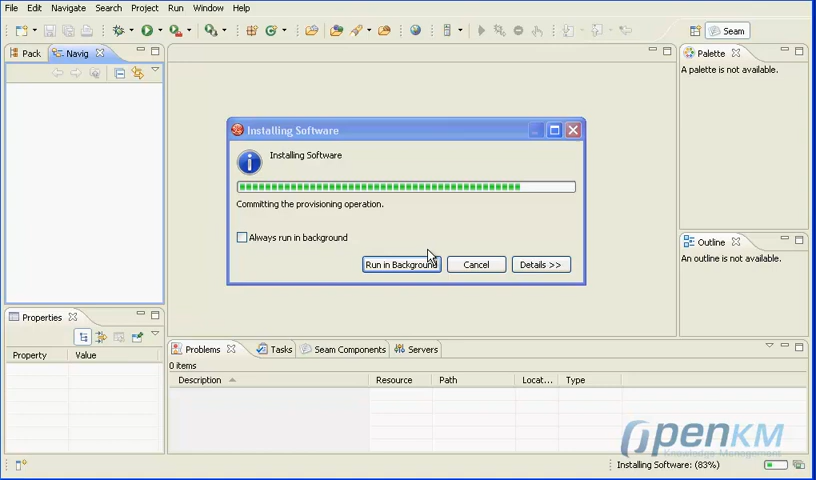 File Edit Navigate Search Project Run Window Help
Seam
Pack Navig
Palette
A palette is not available.
Installing Software
Installing Software
Committing the provisioning operation.
Always run in background
Run in Background Cancel Details >>
Outline
An outline is not available.
Properties
Property Value
Problems Tasks Seam Components Servers
0 items
Description Resource Path Locat... Type
OpenKM
Knowledge Management
Installing Software: (83%)